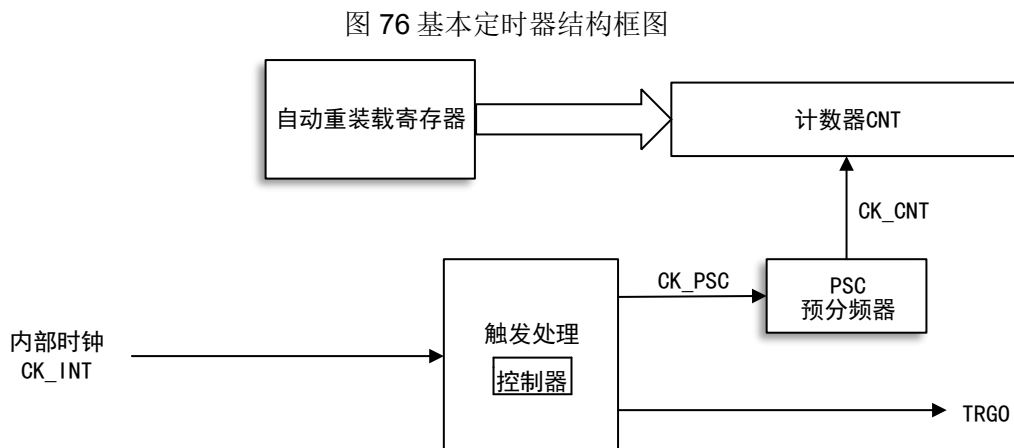 图 76 基本定时器结构框图
自动重装载寄存器
计数器CNT
CK_CNT
CK_PSC
PSC
预分频器
内部时钟
CK_INT
触发处理
控制器
TRGO